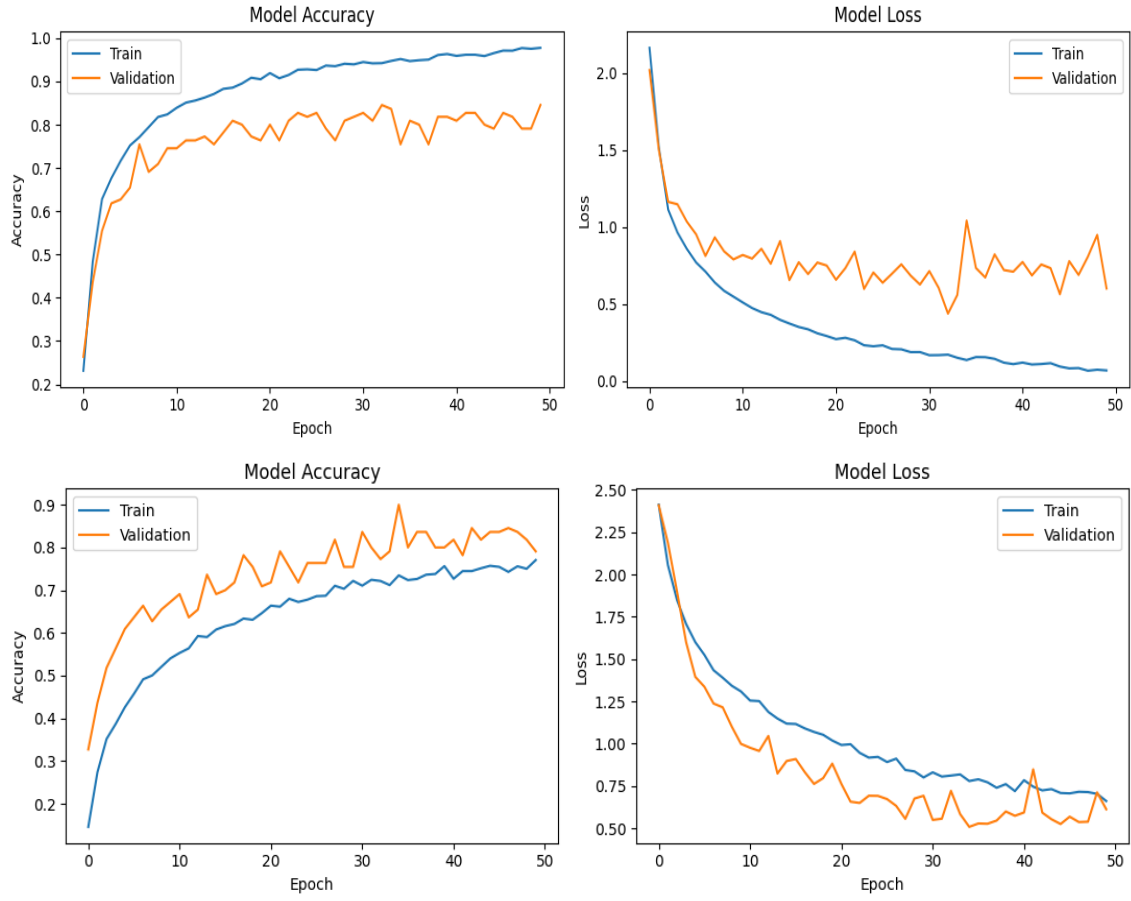 Model Accuracy
1.0
0.9
0.8
0.7
0.6
0.5
0.4
0.3
0.2
Accuracy
Train
Validation
0 10 20 30 40 50
Epoch
Model Loss
2.0
1.5
1.0
0.5
0.0
Loss
Train
Validation
0 10 20 30 40 50
Epoch
Model Accuracy
0.9
0.8
0.7
0.6
0.5
0.4
0.3
0.2
Accuracy
Train
Validation
0 10 20 30 40 50
Epoch
Model Loss
2.50
2.25
2.00
1.75
1.50
1.25
1.00
0.75
0.50
Loss
Train
Validation
0 10 20 30 40 50
Epoch